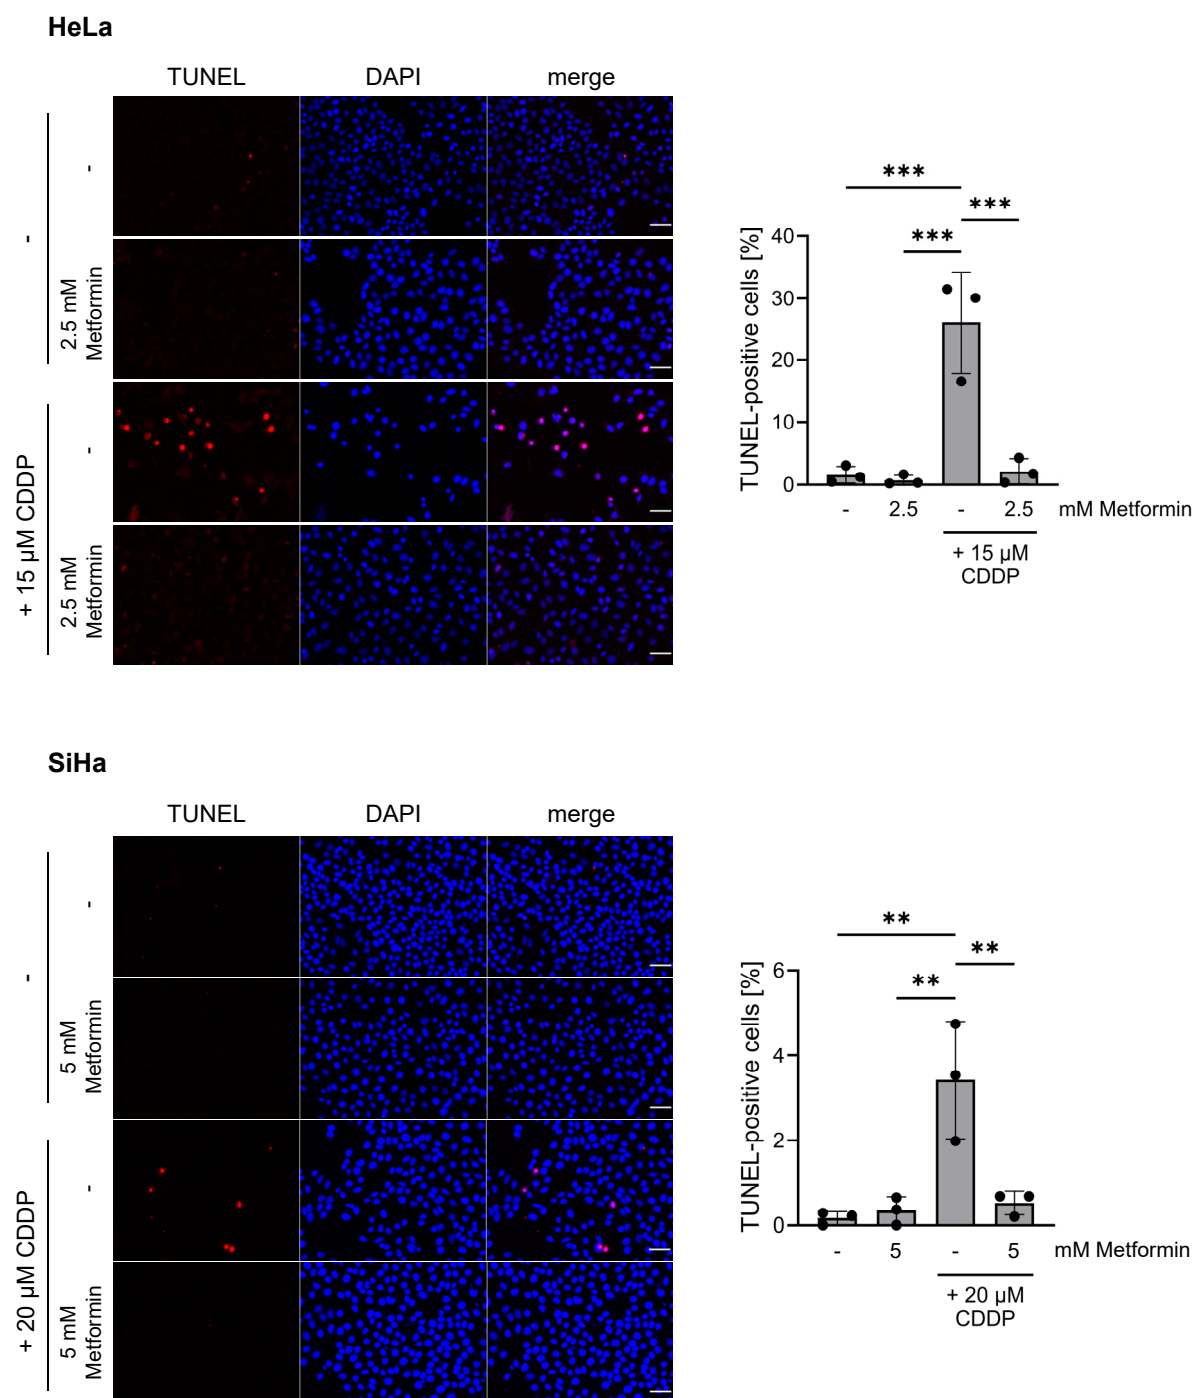 HeLa
TUNEL DAPI merge
-
-
2.5 mM
Metformin
+ 15 µM CDDP
-
2.5 mM
Metformin
***
***
***
TUNEL-positive cells [%]
40
30
20
10
0
- 2.5 - 2.5 mM Metformin
+ 15 µM
CDDP
SiHa
TUNEL DAPI merge
-
-
5 mM
Metformin
+ 20 µM CDDP
-
5 mM
Metformin
**
**
**
TUNEL-positive cells [%]
6
4
2
0
- 5 - 5 mM Metformin
+ 20 µM
CDDP